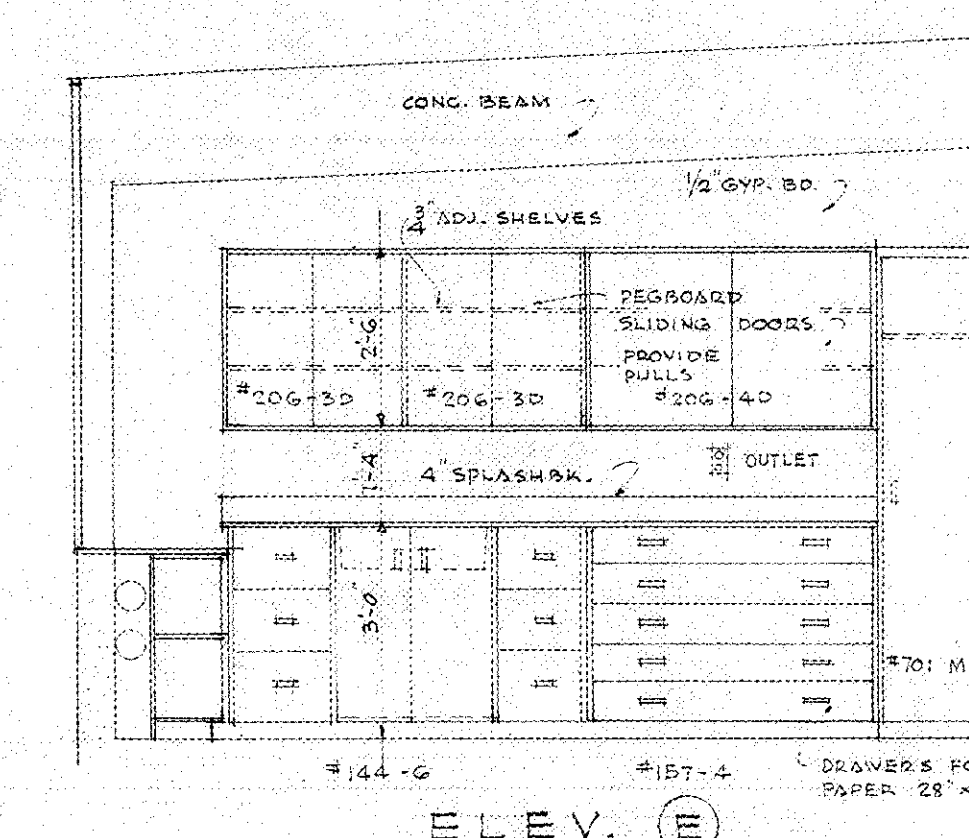 CONC. BEAM
1/2" GYP. BD.
3/4" ADJ. SHELVES
PEGBOARD
SLIDING DOORS
PROVIDE
PULLS
2'-6"
#206-30
#206-30
#206-40
1'-4"
4" SPLASHBK.
OUTLET
3'-0"
#701 M
#144-6
#157-4
DRAWERS FO
PAPER 28" x
ELEV. E